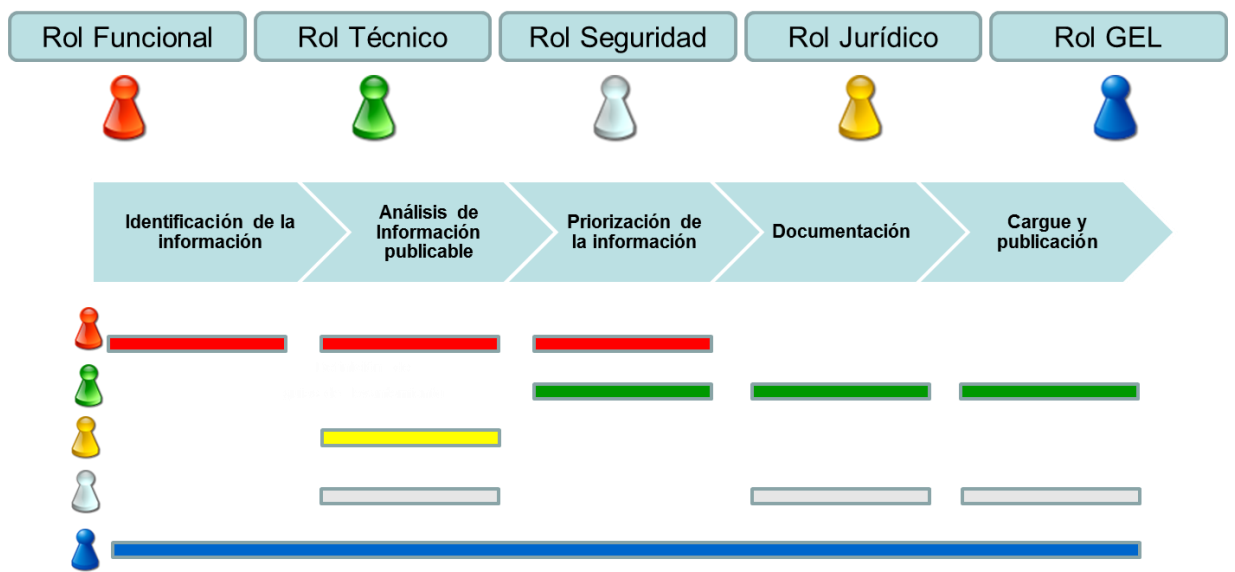 Rol Funcional
Rol Técnico
Rol Seguridad
Rol Jurídico
Rol GEL
Identificación de la
información
Análisis de
Información
publicable
Priorización de
la información
Documentación
Cargue y
publicación